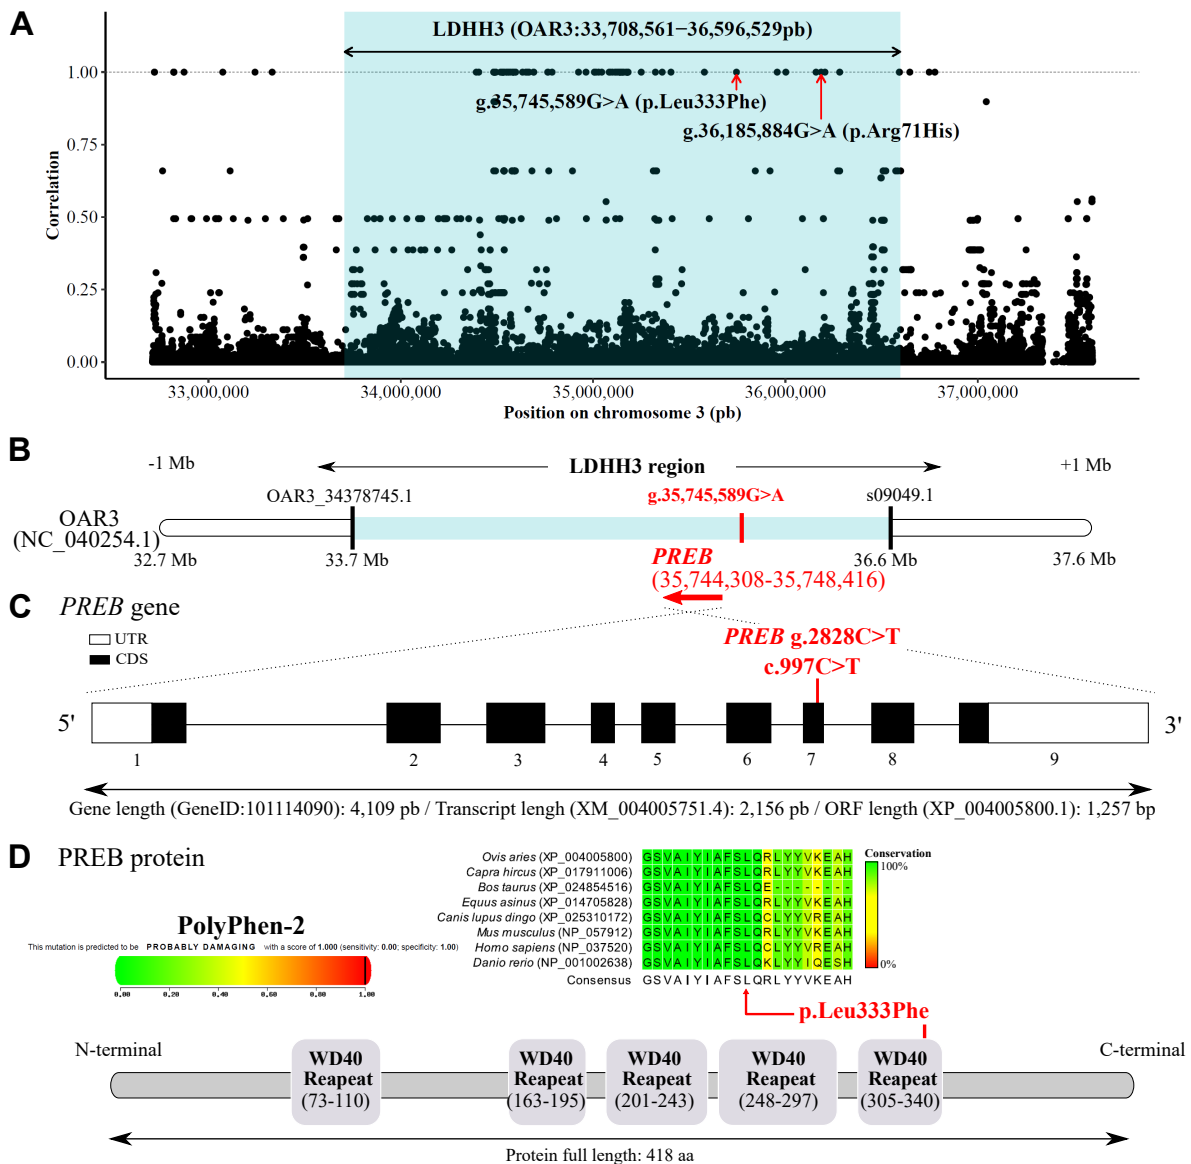 A
LDHH3 (OAR3:33,708,561−36,596,529pb)
1.00
g.35,745,589G>A (p.Leu333Phe)
g.36,185,884G>A (p.Arg71His)
0.75
0.50
0.25
0.00
Correlation
33,000,000 34,000,000 35,000,000 36,000,000 37,000,000
Position on chromosome 3 (pb)
B
-1 Mb LDHH3 region +1 Mb
OAR3_34378745.1 g.35,745,589G>A s09049.1
OAR3
(NC_040254.1)
32.7 Mb 33.7 Mb 36.6 Mb 37.6 Mb
PREB
(35,744,308-35,748,416)
C PREB gene
UTR
CDS
PREB g.2828C>T
c.997C>T
5' 3'
1 2 3 4 5 6 7 8 9
Gene length (GeneID:101114090): 4,109 pb / Transcript lengh (XM_004005751.4): 2,156 pb / ORF length (XP_004005800.1): 1,257 bp
D PREB protein
PolyPhen-2
This mutation is predicted to be PROBABLY DAMAGING with a score of 1.000 (sensitivity: 0.00; specificity: 1.00)
0.00 0.20 0.40 0.60 0.80 1.00
Ovis aries (XP_004005800) GSVAIYIAFSLQRLYYVKEAH
Capra hircus (XP_017911006) GSVAIYIAFSLQRLYYVKEAH
Bos taurus (XP_024854516) GSVAIYIAFSLQE--------
Equus asinus (XP_014705828) GSVAIYIAFSLQRLYYVKEAH
Canis lupus dingo (XP_025310172) GSVAIYIAFSLQCLYYVREAH
Mus musculus (NP_057912) GSVAIYIAFSLQRLYYVKEAH
Homo sapiens (NP_037520) GSVAIYIAFSLQCLYYVREAH
Danio rerio (NP_001002638) GSVAIYIAFSLQKLYYIQESH
Consensus GSVAIYIAFSLQRLYYVKEAH
Conservation
100%
0%
p.Leu333Phe
N-terminal C-terminal
WD40 Reapeat (73-110)
WD40 Reapeat (163-195)
WD40 Reapeat (201-243)
WD40 Reapeat (248-297)
WD40 Reapeat (305-340)
Protein full length: 418 aa